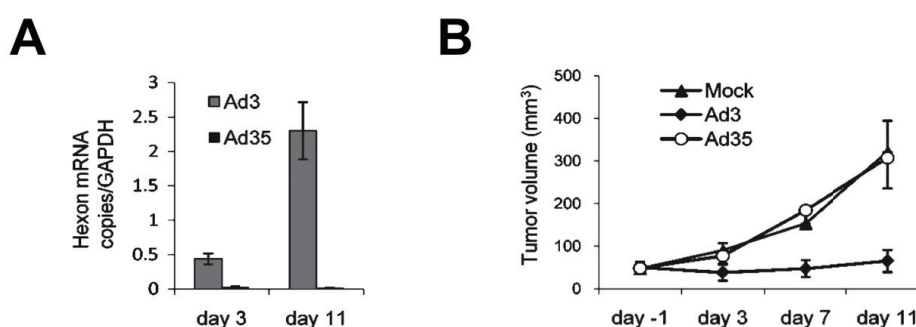 A
Hexon mRNA
copies/GAPDH
3
2.5
2
1.5
1
0.5
0
Ad3
Ad35
day 3
day 11
B
Tumor volume (mm³)
500
400
300
200
100
0
Mock
Ad3
Ad35
day -1
day 3
day 7
day 11